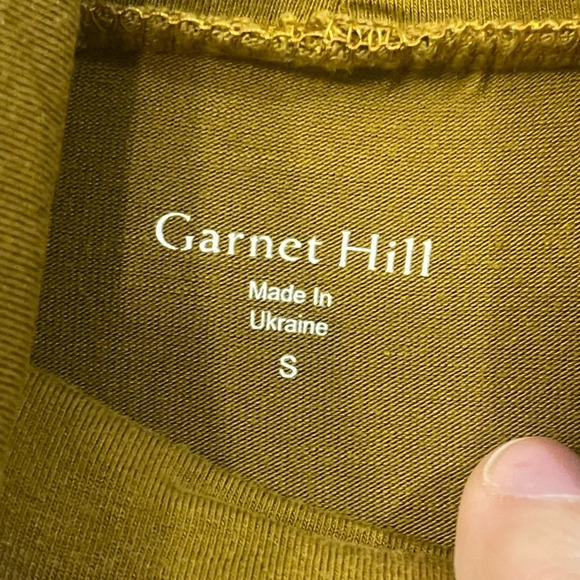 Garnet Hill
Made In
Ukraine
S